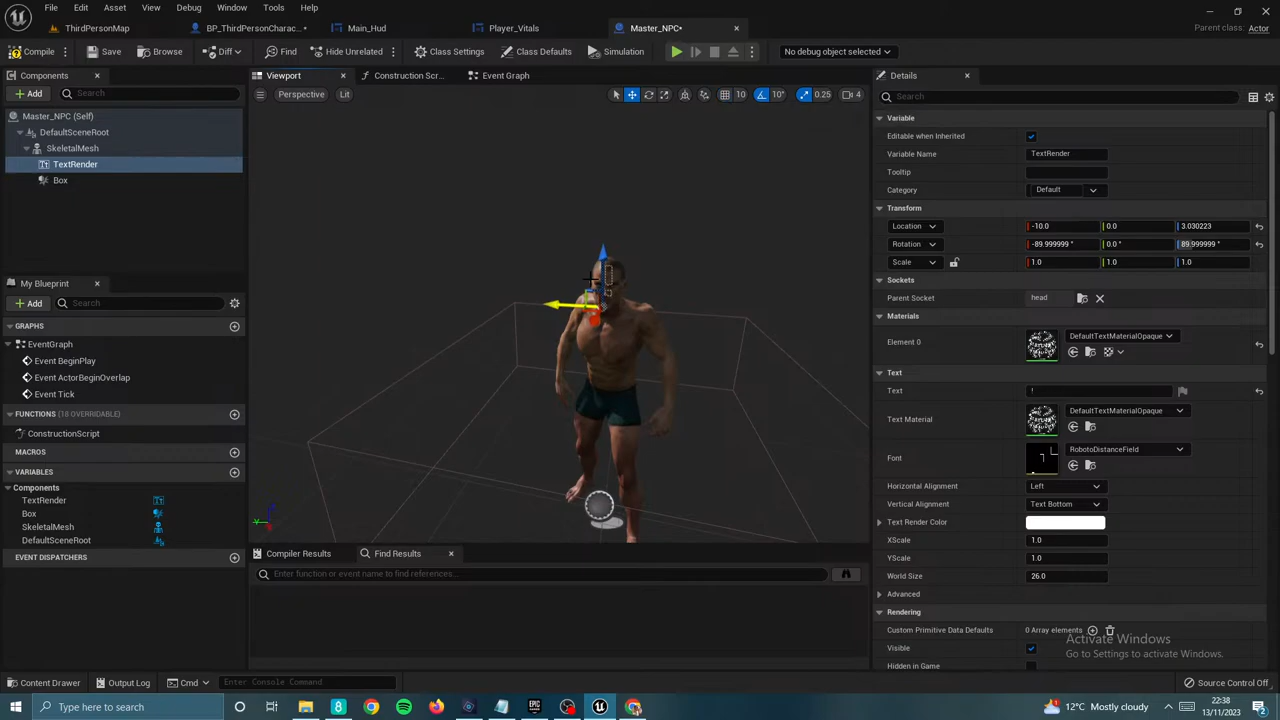 File Edit Asset View Debug Window Tools Help
ThirdPersonMap BP_ThirdPersonCharac...* Main_Hud Player_Vitals Master_NPC*
Parent class: Actor
Compile Save Browse Diff Find Hide Unrelated Class Settings Class Defaults Simulation No debug object selected
Components Viewport Construction Scr... Event Graph Details
Add Search
Perspective Lit 10 10° 0.25 4
Search
Master_NPC (Self)
DefaultSceneRoot
SkeletalMesh
TextRender
Box
My Blueprint
Add Search
GRAPHS
EventGraph
Event BeginPlay
Event ActorBeginOverlap
Event Tick
FUNCTIONS (18 OVERRIDABLE)
ConstructionScript
MACROS
VARIABLES
Components
TextRender
Box
SkeletalMesh
DefaultSceneRoot
EVENT DISPATCHERS
Compiler Results Find Results
Enter function or event name to find references...
Variable
Editable when Inherited
Variable Name TextRender
Tooltip
Category Default
Transform
Location -10.0 0.0 3.030223
Rotation -89.999999 ° 0.0 ° 89.999999 °
Scale 1.0 1.0 1.0
Sockets
Parent Socket head
Materials
Element 0 DefaultTextMaterialOpaque
Text
Text !
Text Material DefaultTextMaterialOpaque
Font RobotoDistanceField
Horizontal Alignment Left
Vertical Alignment Text Bottom
Text Render Color
XScale 1.0
YScale 1.0
World Size 26.0
Advanced
Rendering
Custom Primitive Data Defaults 0 Array elements
Visible
Hidden in Game
Activate Windows
Go to Settings to activate Windows.
Content Drawer Output Log Cmd Enter Console Command Source Control Off
Type here to search 12°C Mostly cloudy 22:38
13/11/2023